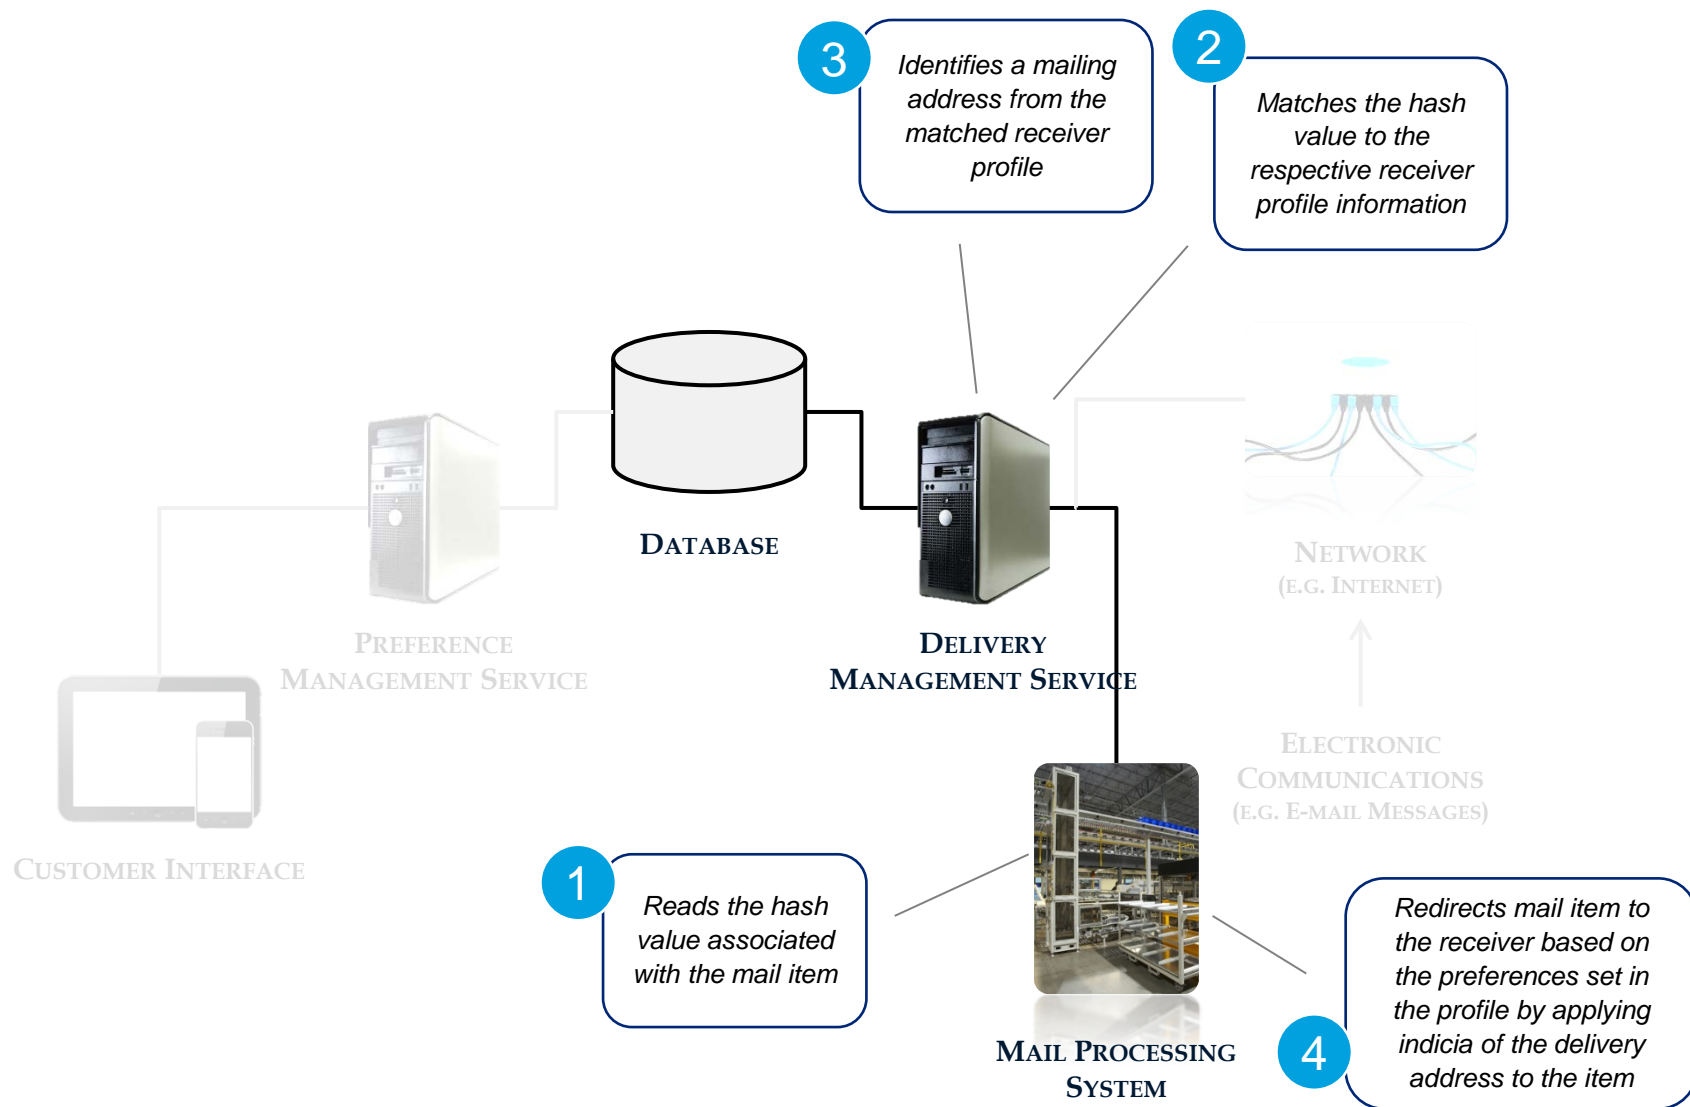 3
Identifies a mailing
address from the
matched receiver
profile
2
Matches the hash
value to the
respective receiver
profile information
DATABASE
NETWORK
(E.G. INTERNET)
PREFERENCE
MANAGEMENT SERVICE
DELIVERY
MANAGEMENT SERVICE
ELECTRONIC
COMMUNICATIONS
(E.G. E-MAIL MESSAGES)
CUSTOMER INTERFACE
1
Reads the hash
value associated
with the mail item
MAIL PROCESSING
SYSTEM
4
Redirects mail item to
the receiver based on
the preferences set in
the profile by applying
indicia of the delivery
address to the item